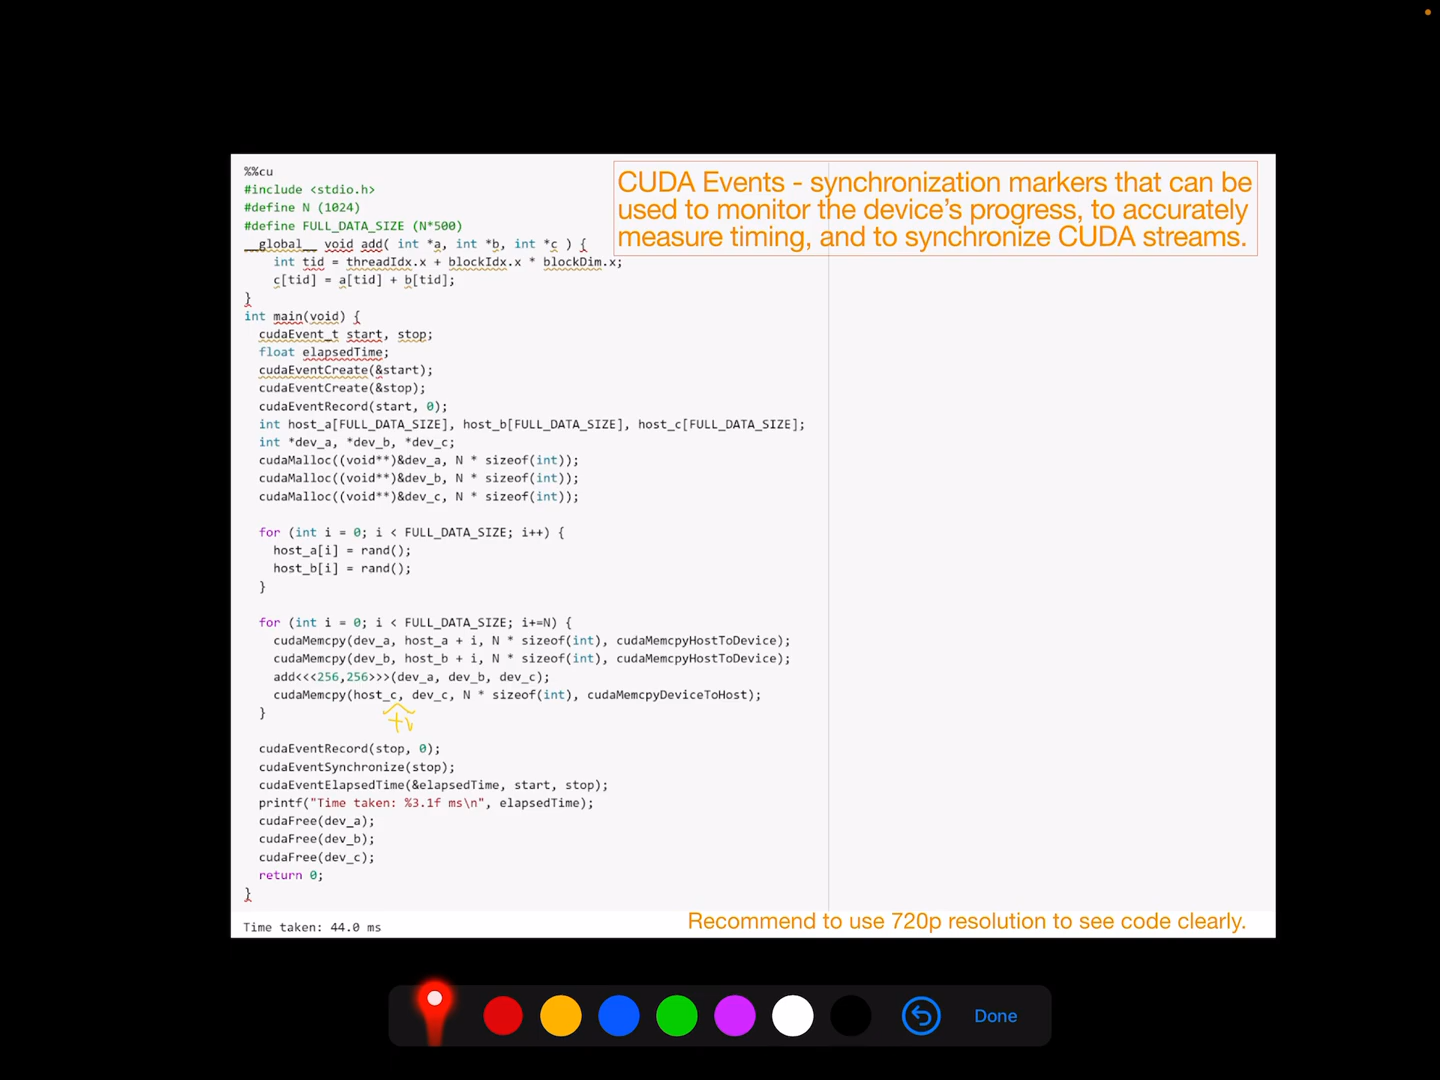 %%cu
#include <stdio.h>
#define N (1024)
#define FULL_DATA_SIZE (N*500)
__global__ void add( int *a, int *b, int *c ) {
    int tid = threadIdx.x + blockIdx.x * blockDim.x;
    c[tid] = a[tid] + b[tid];
}
int main(void) {
  cudaEvent_t start, stop;
  float elapsedTime;
  cudaEventCreate(&start);
  cudaEventCreate(&stop);
  cudaEventRecord(start, 0);
  int host_a[FULL_DATA_SIZE], host_b[FULL_DATA_SIZE], host_c[FULL_DATA_SIZE];
  int *dev_a, *dev_b, *dev_c;
  cudaMalloc((void**)&dev_a, N * sizeof(int));
  cudaMalloc((void**)&dev_b, N * sizeof(int));
  cudaMalloc((void**)&dev_c, N * sizeof(int));
  for (int i = 0; i < FULL_DATA_SIZE; i++) {
    host_a[i] = rand();
    host_b[i] = rand();
  }
  for (int i = 0; i < FULL_DATA_SIZE; i+=N) {
    cudaMemcpy(dev_a, host_a + i, N * sizeof(int), cudaMemcpyHostToDevice);
    cudaMemcpy(dev_b, host_b + i, N * sizeof(int), cudaMemcpyHostToDevice);
    add<<<256,256>>>(dev_a, dev_b, dev_c);
    cudaMemcpy(host_c, dev_c, N * sizeof(int), cudaMemcpyDeviceToHost);
  }
+i
  cudaEventRecord(stop, 0);
  cudaEventSynchronize(stop);
  cudaEventElapsedTime(&elapsedTime, start, stop);
  printf("Time taken: %3.1f ms\n", elapsedTime);
  cudaFree(dev_a);
  cudaFree(dev_b);
  cudaFree(dev_c);
  return 0;
}
Time taken: 44.0 ms
CUDA Events - synchronization markers that can be
used to monitor the device's progress, to accurately
measure timing, and to synchronize CUDA streams.
Recommend to use 720p resolution to see code clearly.
Done